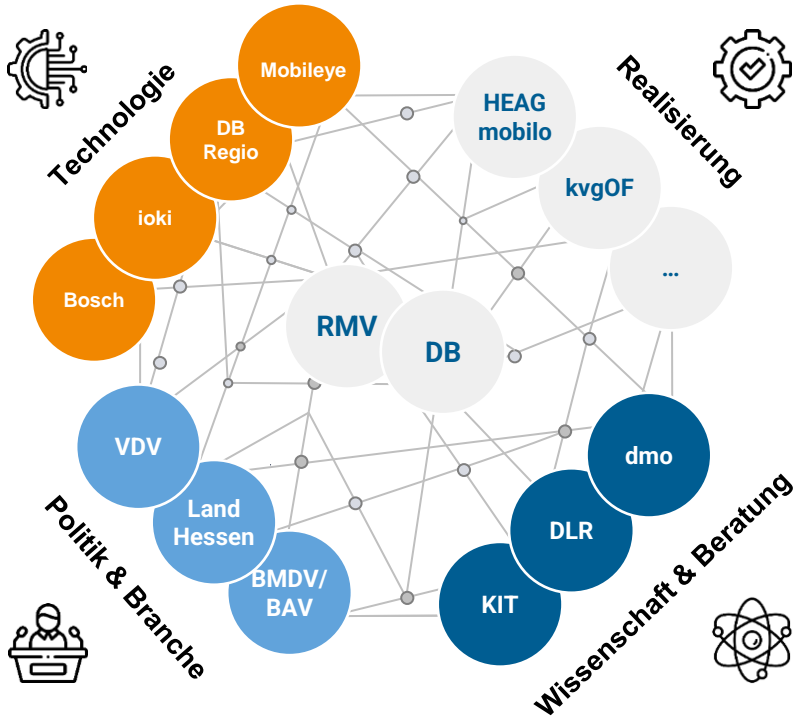 Technologie
Mobileye
DB
Regio
ioki
Bosch
Realisierung
HEAG
mobilo
kvgOF
...
RMV
DB
Politik & Branche
VDV
Land
Hessen
BMDV/
BAV
Wissenschaft & Beratung
dmo
DLR
KIT